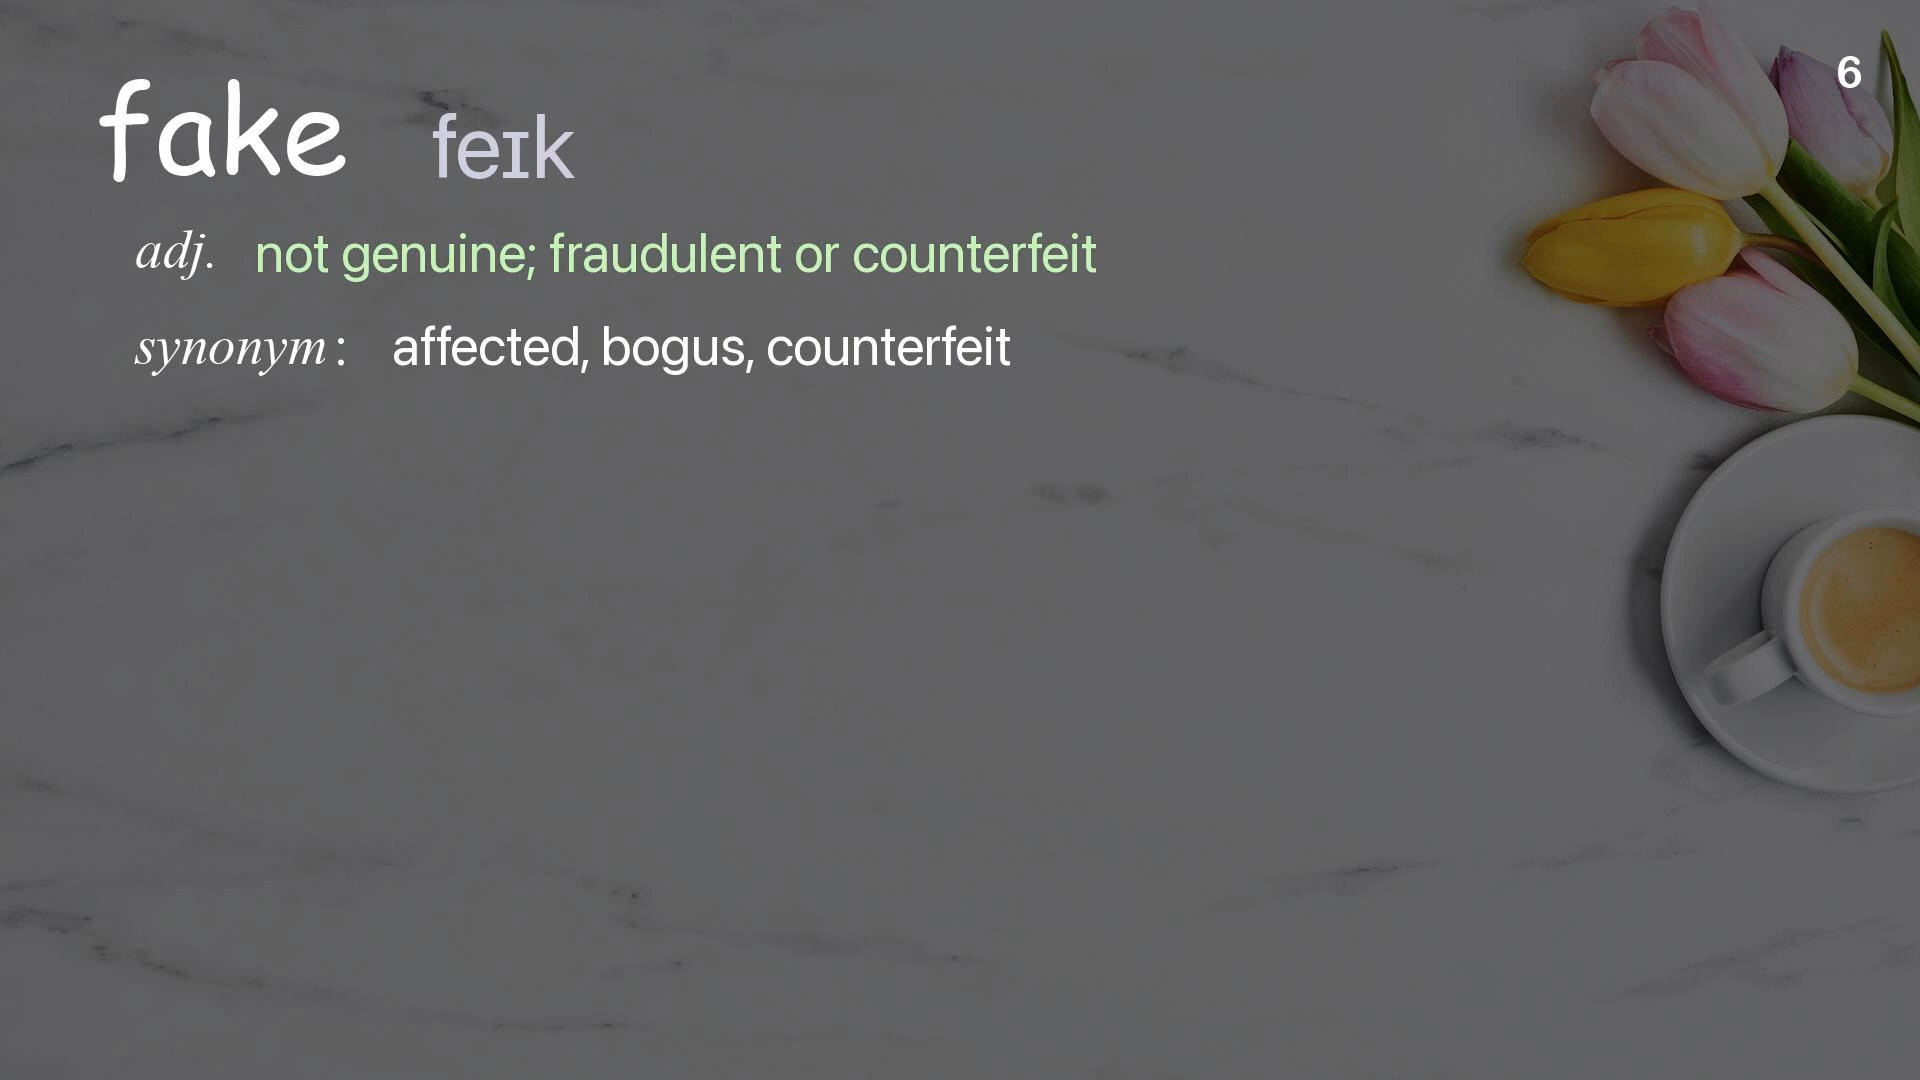 6
fake feɪk
adj. not genuine; fraudulent or counterfeit
synonym: affected, bogus, counterfeit